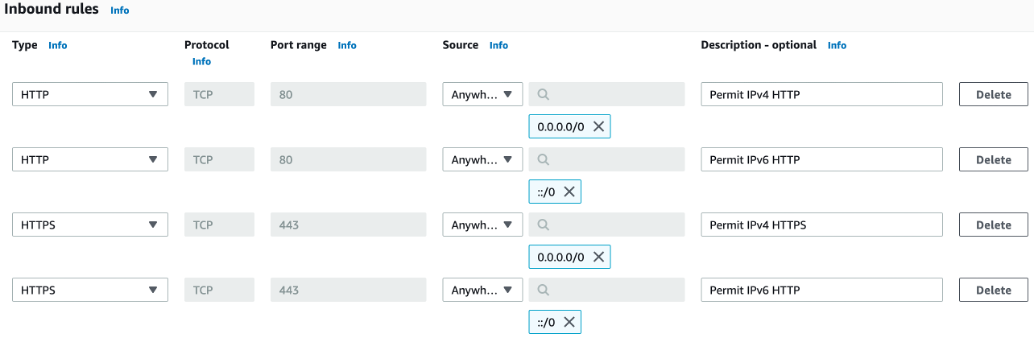 Inbound rules Info
Type Info Protocol Info Port range Info Source Info Description - optional Info
HTTP TCP 80 Anywh... Permit IPv4 HTTP Delete
0.0.0.0/0
HTTP TCP 80 Anywh... Permit IPv6 HTTP Delete
::/0
HTTPS TCP 443 Anywh... Permit IPv4 HTTPS Delete
0.0.0.0/0
HTTPS TCP 443 Anywh... Permit IPv6 HTTP Delete
::/0